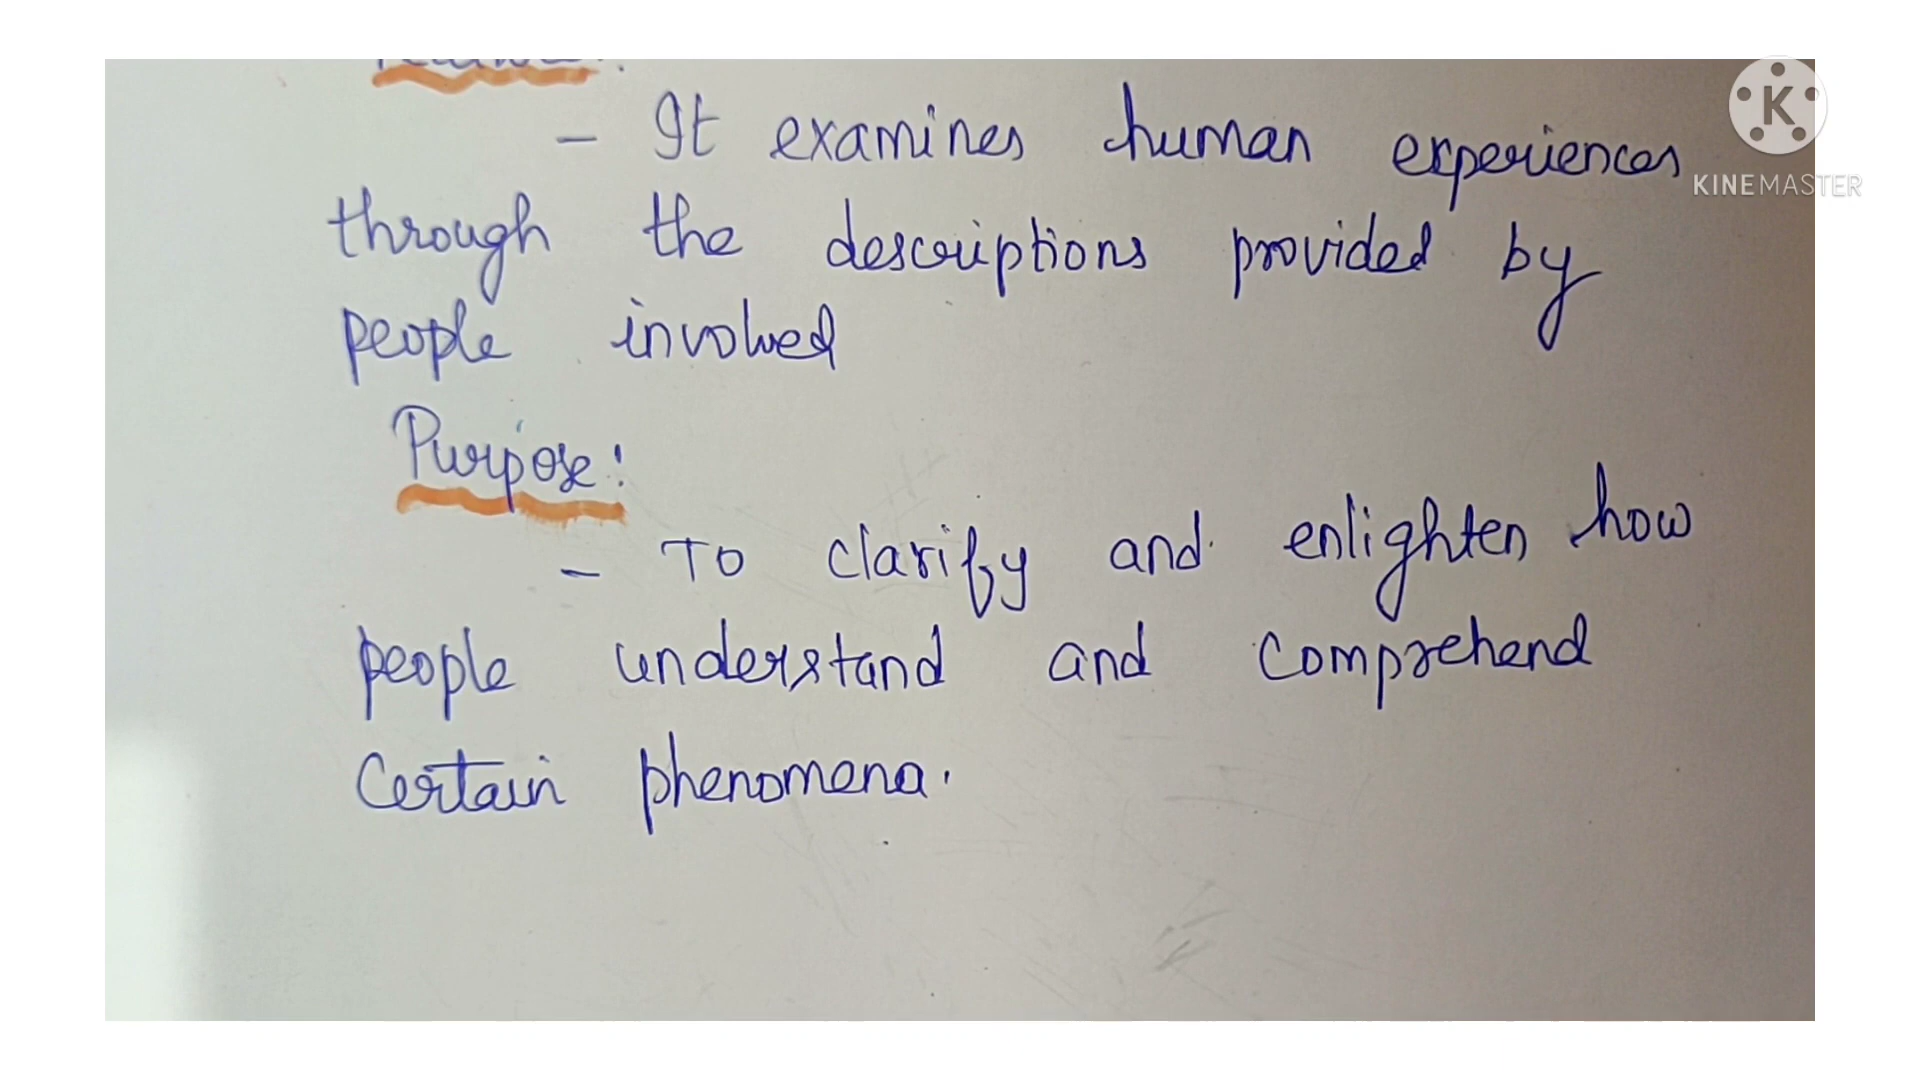 - It examines human experiences
through the descriptions provided by
people involved
Purpose:
- To clarify and enlighten how
people understand and comprehend
Certain phenomena.
K
KINEMASTER